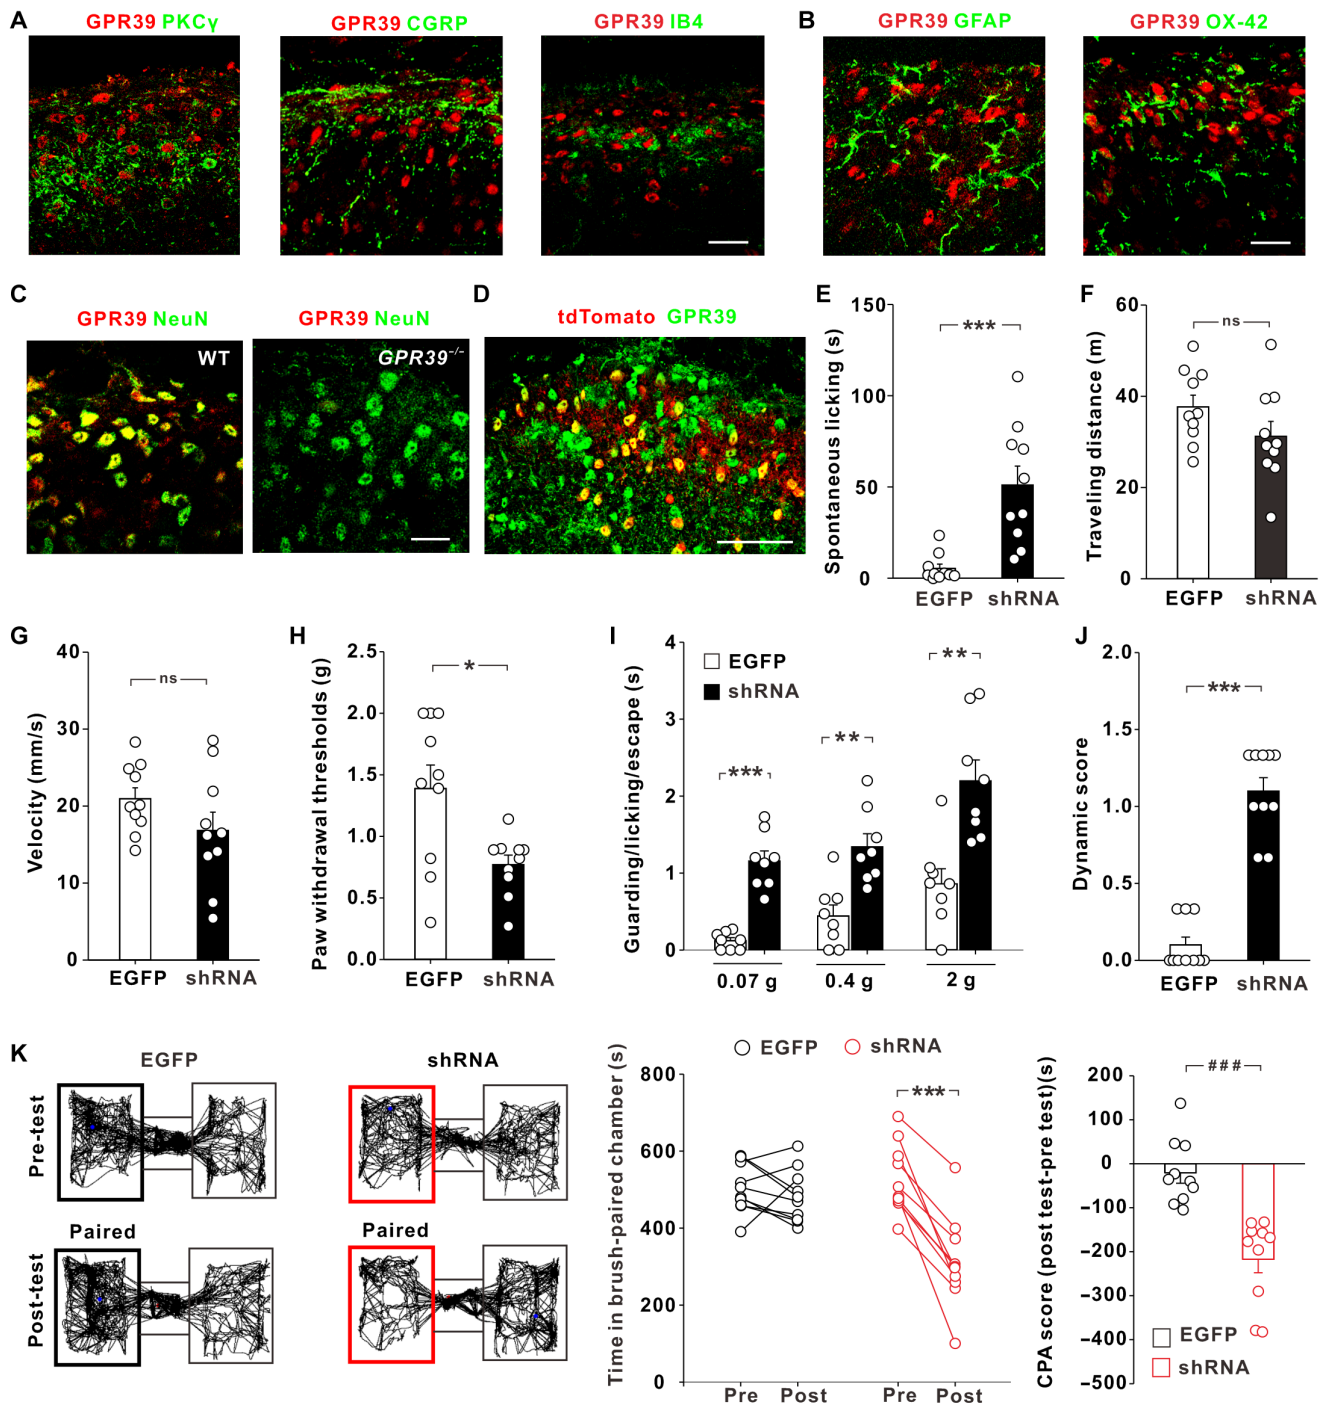 A
GPR39 PKCγ
GPR39 CGRP
GPR39 IB4
B
GPR39 GFAP
GPR39 OX-42
C
GPR39 NeuN
WT
GPR39 NeuN
GPR39−/−
D
tdTomato GPR39
E
Spontaneous licking (s)
150
100
50
0
***
EGFP
shRNA
F
Traveling distance (m)
60
40
20
0
ns
EGFP
shRNA
G
Velocity (mm/s)
40
30
20
10
0
ns
EGFP
shRNA
H
Paw withdrawal thresholds (g)
2.5
2.0
1.5
1.0
0.5
0.0
*
EGFP
shRNA
I
Guarding/licking/escape (s)
4
3
2
1
0
EGFP
shRNA
***
**
**
0.07 g
0.4 g
2 g
J
Dynamic score
2.0
1.5
1.0
0.5
0.0
***
EGFP
shRNA
K
EGFP
shRNA
Pre-test
Paired
Paired
Post-test
EGFP
shRNA
Time in brush-paired chamber (s)
800
600
400
200
0
***
Pre
Post
Pre
Post
CPA score (post test-pre test)(s)
200
100
0
−100
−200
−300
−400
−500
###
EGFP
shRNA